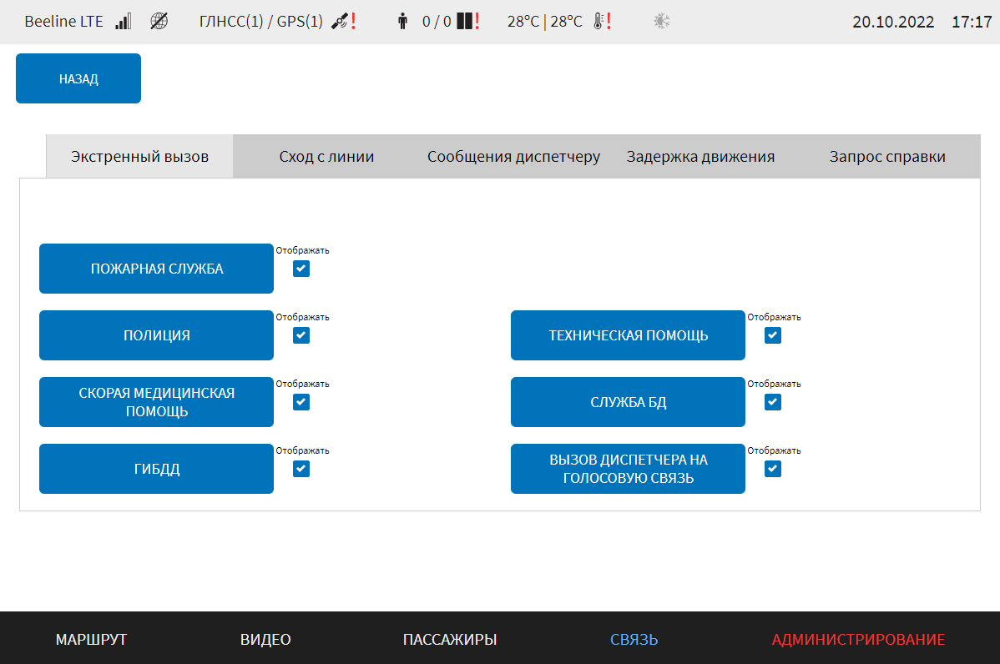 Beeline LTE ГЛНСС(1) / GPS(1) 0 / 0 28°C | 28°C 20.10.2022 17:17
НАЗАД
Экстренный вызов Сход с линии Сообщения диспетчеру Задержка движения Запрос справки
ПОЖАРНАЯ СЛУЖБА Отображать
ПОЛИЦИЯ Отображать ТЕХНИЧЕСКАЯ ПОМОЩЬ Отображать
СКОРАЯ МЕДИЦИНСКАЯ
ПОМОЩЬ Отображать СЛУЖБА БД Отображать
ГИБДД Отображать ВЫЗОВ ДИСПЕТЧЕРА НА
ГОЛОСОВУЮ СВЯЗЬ Отображать
МАРШРУТ ВИДЕО ПАССАЖИРЫ СВЯЗЬ АДМИНИСТРИРОВАНИЕ